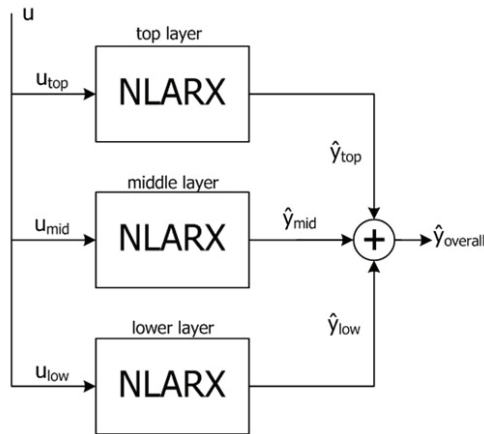 u
top layer
u_top
NLARX
ŷ_top
middle layer
u_mid
NLARX
ŷ_mid
+
ŷ_overall
lower layer
ŷ_low
u_low
NLARX